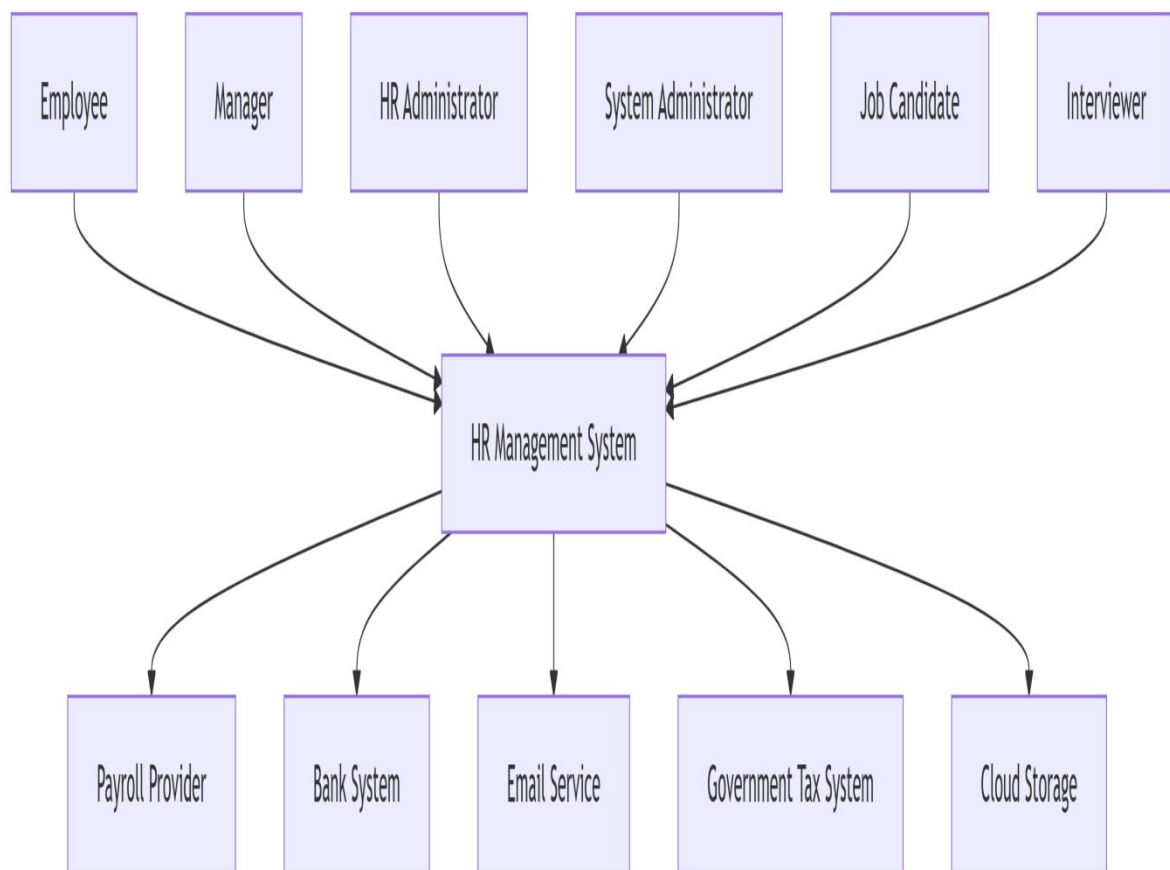 Employee
Manager
HR Administrator
System Administrator
Job Candidate
Interviewer
HR Management System
Payroll Provider
Bank System
Email Service
Government Tax System
Cloud Storage